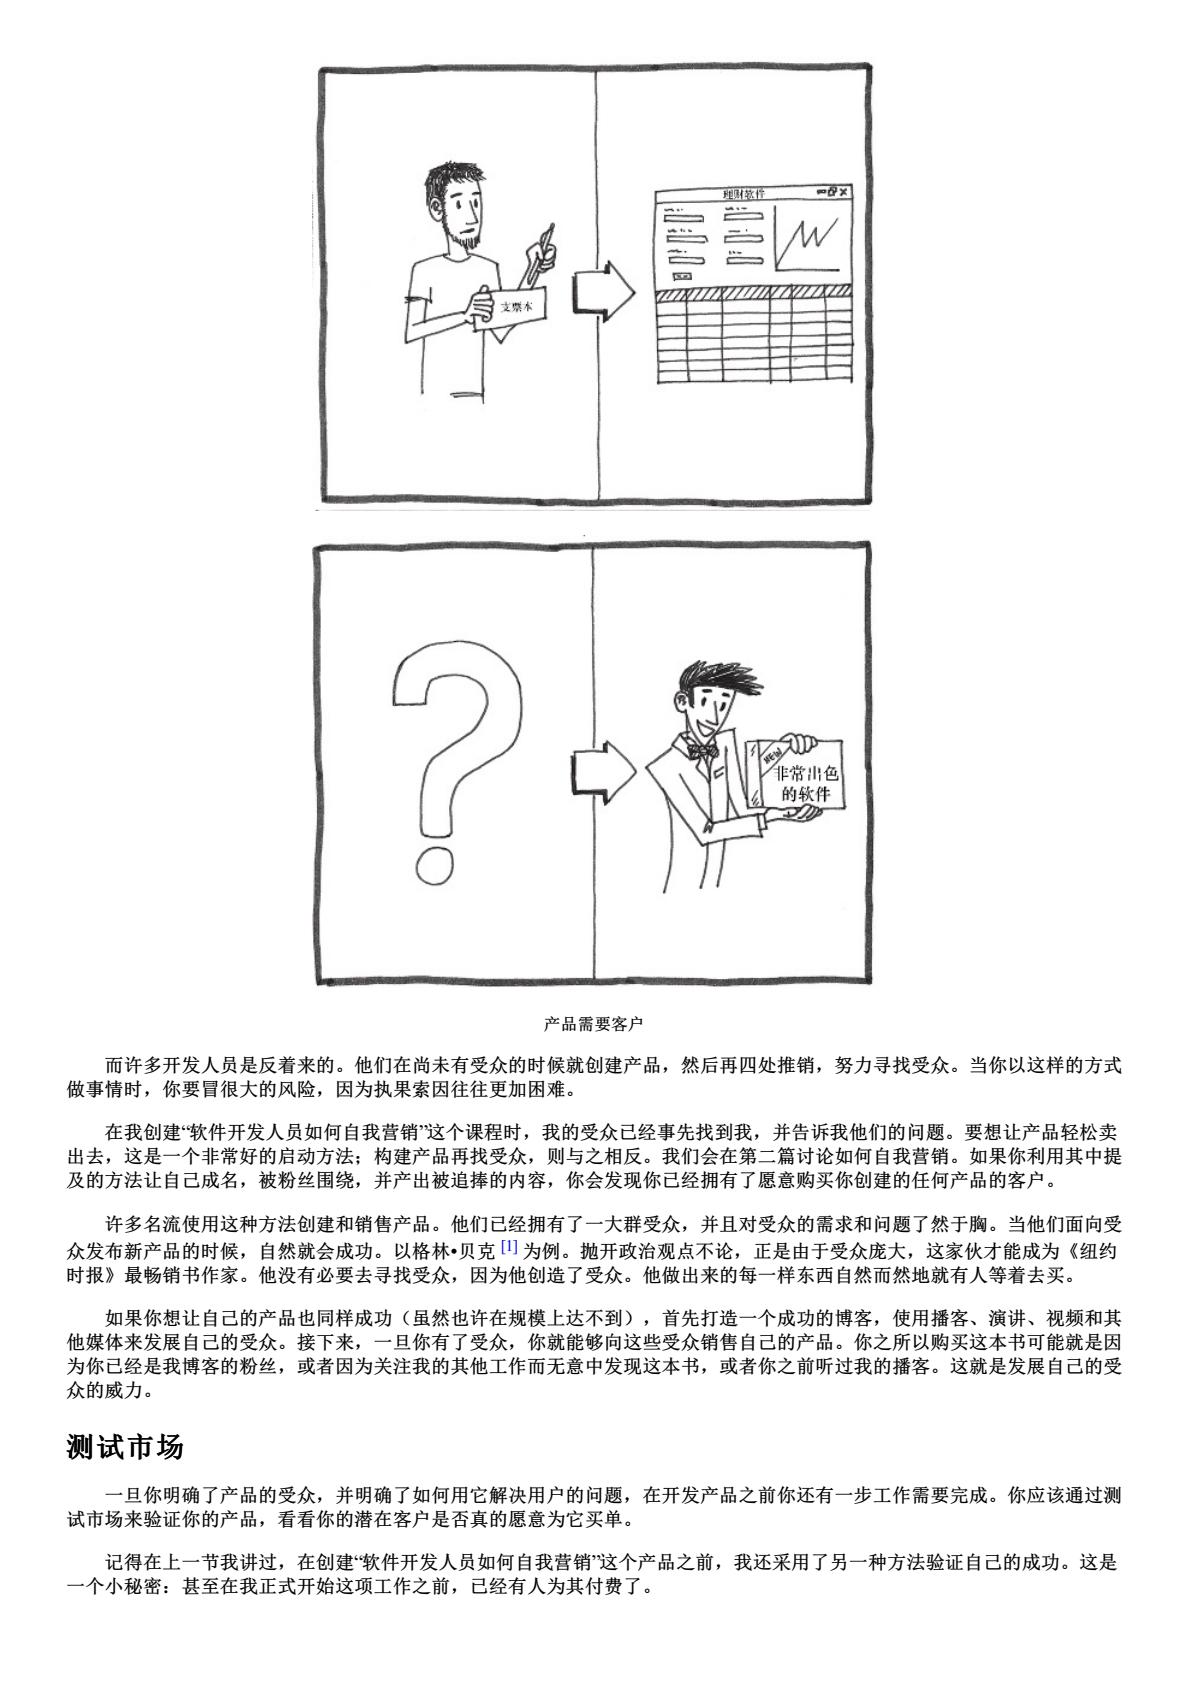 理财软件
支票本
NEW
非常出色
的软件
产品需要客户
而许多开发人员是反着来的。他们在尚未有受众的时候就创建产品，然后再四处推销，努力寻找受众。当你以这样的方式
做事情时，你要冒很大的风险，因为执果索因往往更加困难。
在我创建“软件开发人员如何自我营销”这个课程时，我的受众已经事先找到我，并告诉我他们的问题。要想让产品轻松卖
出去，这是一个非常好的启动方法；构建产品再找受众，则与之相反。我们会在第二篇讨论如何自我营销。如果你利用其中提
及的方法让自己成名，被粉丝围绕，并产出被追捧的内容，你会发现你已经拥有了愿意购买你创建的任何产品的客户。
许多名流使用这种方法创建和销售产品。他们已经拥有了一大群受众，并且对受众的需求和问题了然于胸。当他们面向受
众发布新产品的时候，自然就会成功。以格林•贝克 [1] 为例。抛开政治观点不论，正是由于受众庞大，这家伙才能成为《纽约
时报》最畅销书作家。他没有必要去寻找受众，因为他创造了受众。他做出来的每一样东西自然而然地就有人等着去买。
如果你想让自己的产品也同样成功（虽然也许在规模上达不到），首先打造一个成功的博客，使用播客、演讲、视频和其
他媒体来发展自己的受众。接下来，一旦你有了受众，你就能够向这些受众销售自己的产品。你之所以购买这本书可能就是因
为你已经是我博客的粉丝，或者因为关注我的其他工作而无意中发现这本书，或者你之前听过我的播客。这就是发展自己的受
众的威力。
测试市场
一旦你明确了产品的受众，并明确了如何用它解决用户的问题，在开发产品之前你还有一步工作需要完成。你应该通过测
试市场来验证你的产品，看看你的潜在客户是否真的愿意为它买单。
记得在上一节我讲过，在创建“软件开发人员如何自我营销”这个产品之前，我还采用了另一种方法验证自己的成功。这是
一个小秘密：甚至在我正式开始这项工作之前，已经有人为其付费了。